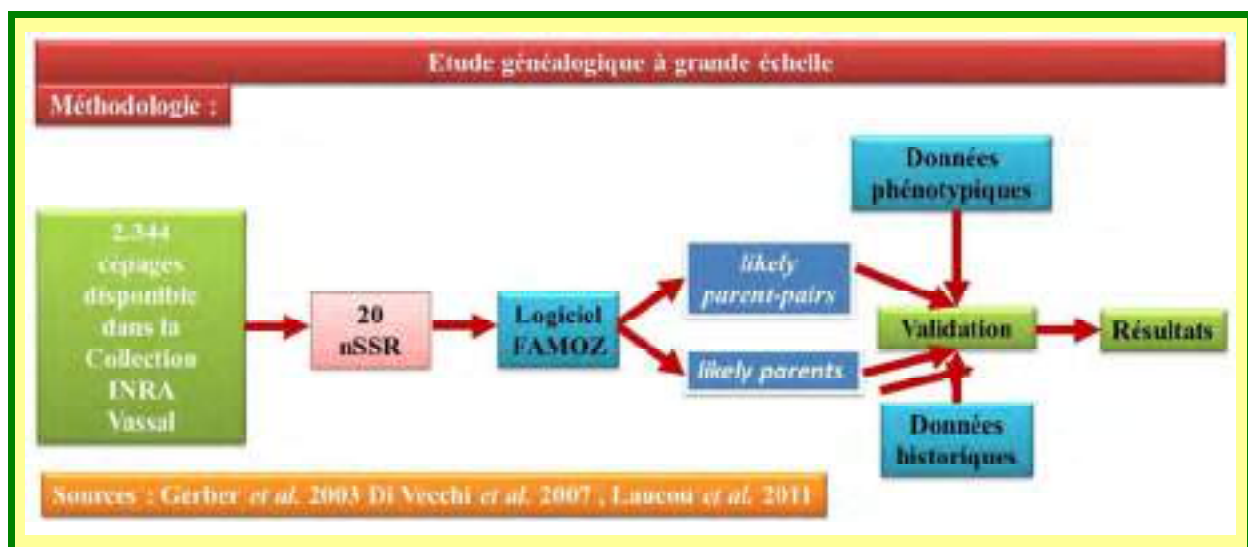 Etude généalogique à grande échelle
Méthodologie :
2.344
cépages
disponible
dans la
Collection
INRA
Vassal
20
nSSR
Logiciel
FAMOZ
likely
parent-pairs
likely parents
Données
phénotypiques
Validation
Résultats
Données
historiques
Sources : Gerber et al. 2003 Di Vecchi et al. 2007 , Laucou et al. 2011